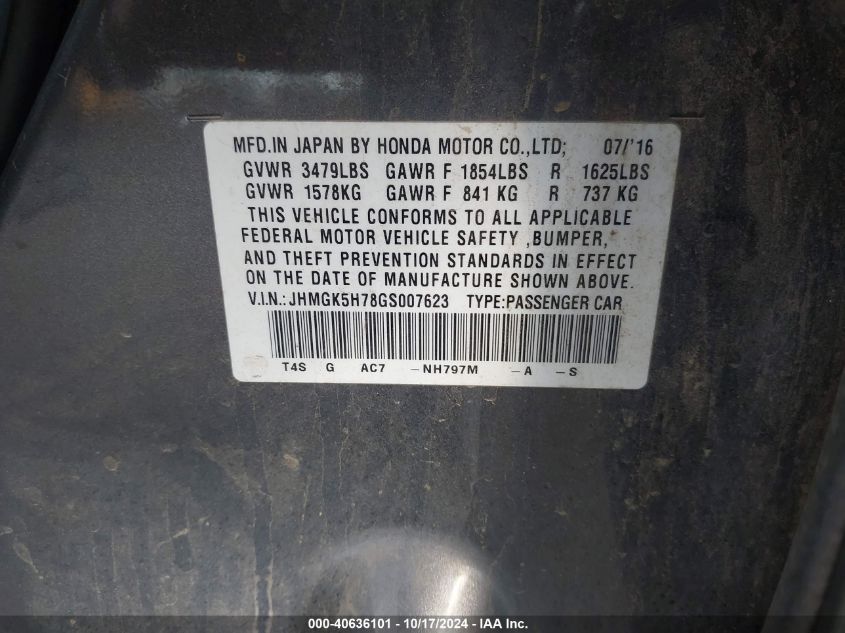 MFD.IN JAPAN BY HONDA MOTOR CO.,LTD; 07/'16
GVWR 3479LBS GAWR F 1854LBS R 1625LBS
GVWR 1578KG GAWR F 841 KG R 737 KG
THIS VEHICLE CONFORMS TO ALL APPLICABLE
FEDERAL MOTOR VEHICLE SAFETY ,BUMPER,
AND THEFT PREVENTION STANDARDS IN EFFECT
ON THE DATE OF MANUFACTURE SHOWN ABOVE.
V.I.N.:JHMGK5H78GS007623 TYPE:PASSENGER CAR
T4S G AC7 -NH797M -A -S
000-40636101 - 10/17/2024 - IAA Inc.